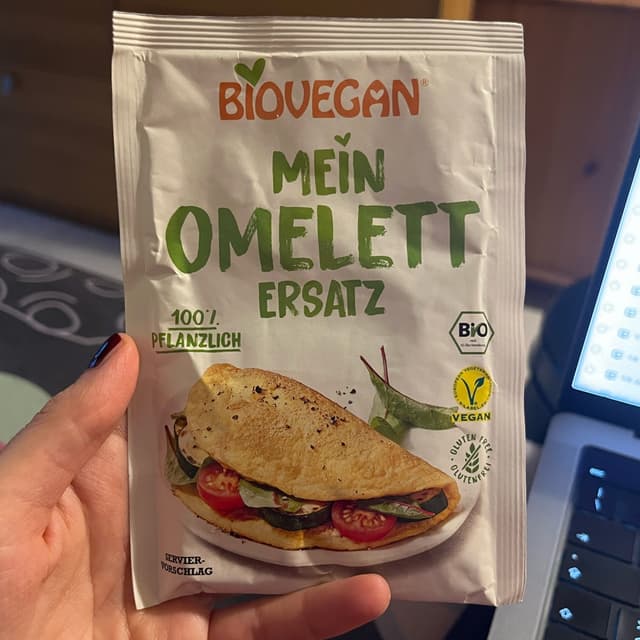 BIOVEGAN®
MEIN
OMELETT
ERSATZ
100%
PFLANZLICH
BIO
VEGAN
GLUTEN FREE
GLUTENFREI
SERVIER-
VORSCHLAG